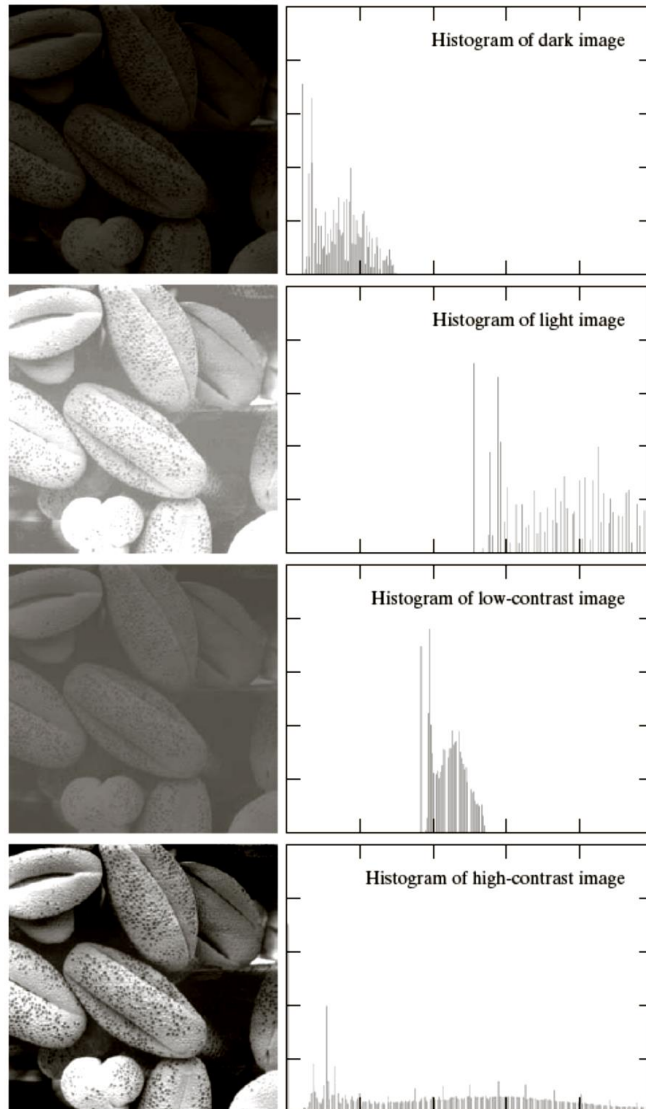 Histogram of dark image
Histogram of light image
Histogram of low-contrast image
Histogram of high-contrast image